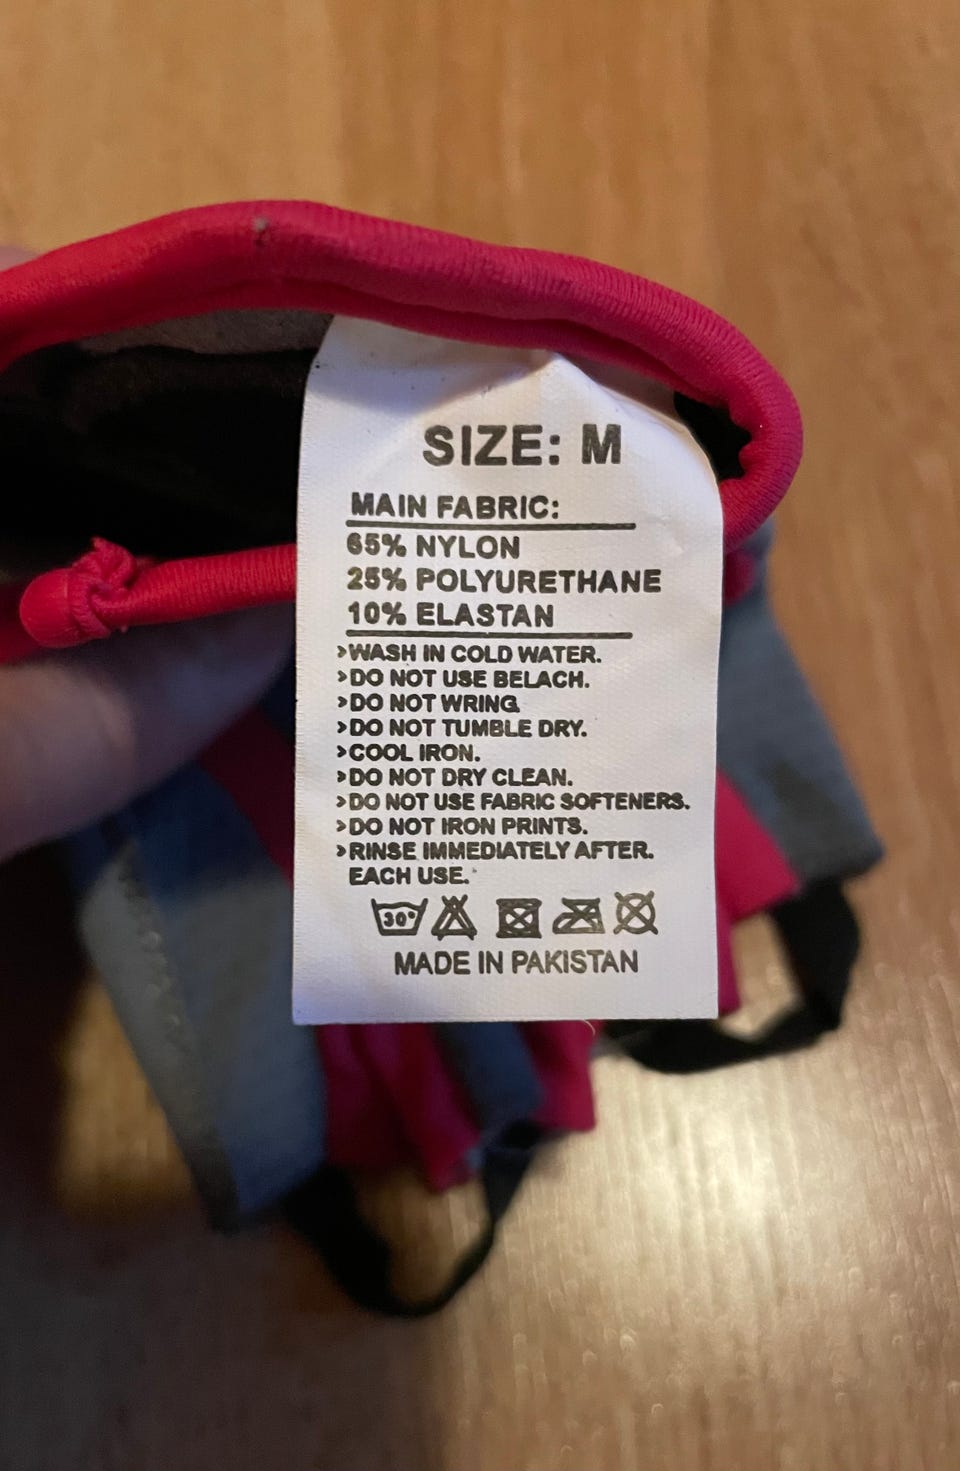 SIZE: M
MAIN FABRIC:
65% NYLON
25% POLYURETHANE
10% ELASTAN
>WASH IN COLD WATER.
>DO NOT USE BELACH.
>DO NOT WRING
>DO NOT TUMBLE DRY.
>COOL IRON.
>DO NOT DRY CLEAN.
>DO NOT USE FABRIC SOFTENERS.
>DO NOT IRON PRINTS.
>RINSE IMMEDIATELY AFTER.
EACH USE.
30°
MADE IN PAKISTAN